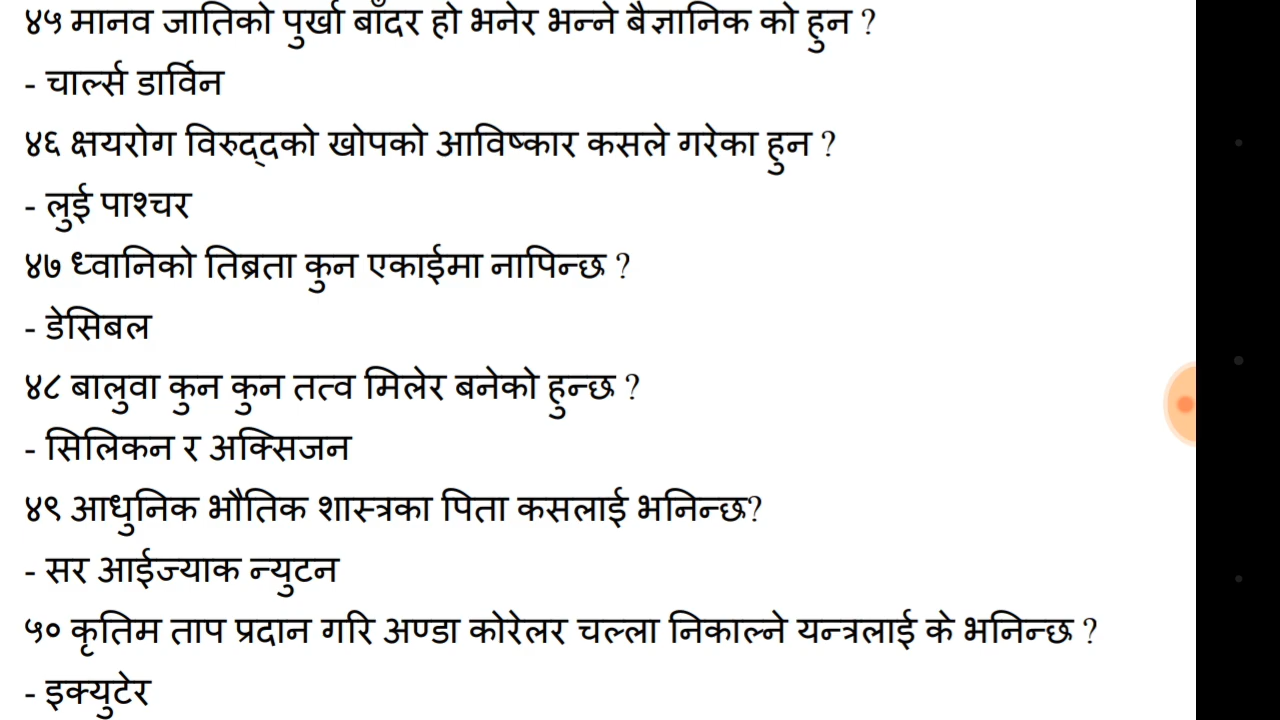 ४५ मानव जातिको पुर्खा बाँदर हो भनेर भन्ने बैज्ञानिक को हुन ?
- चार्ल्स डार्विन
४६ क्षयरोग विरुद्दको खोपको आविष्कार कसले गरेका हुन ?
- लुई पाश्चर
४७ ध्वानिको तिब्रता कुन एकाईमा नापिन्छ ?
- डेसिबल
४८ बालुवा कुन कुन तत्व मिलेर बनेको हुन्छ ?
- सिलिकन र अक्सिजन
४९ आधुनिक भौतिक शास्त्रका पिता कसलाई भनिन्छ?
- सर आईज्याक न्युटन
५० कृतिम ताप प्रदान गरि अण्डा कोरेलर चल्ला निकाल्ने यन्त्रलाई के भनिन्छ ?
- इक्युटेर